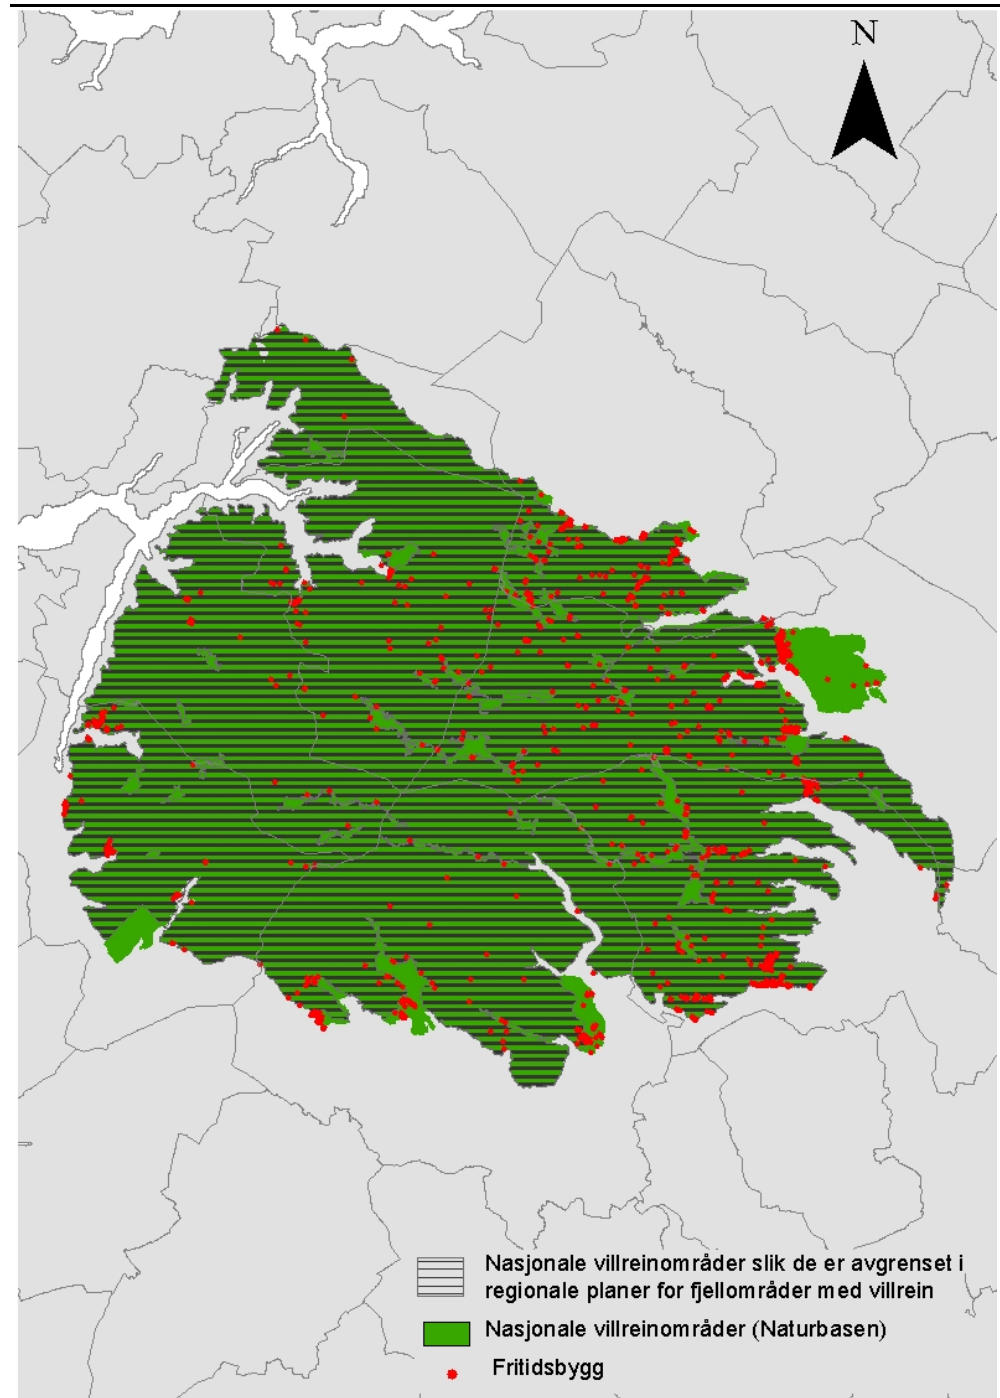 N
Nasjonale villreinområder slik de er avgrenset i
regionale planer for fjellområder med villrein
Nasjonale villreinområder (Naturbasen)
Fritidsbygg